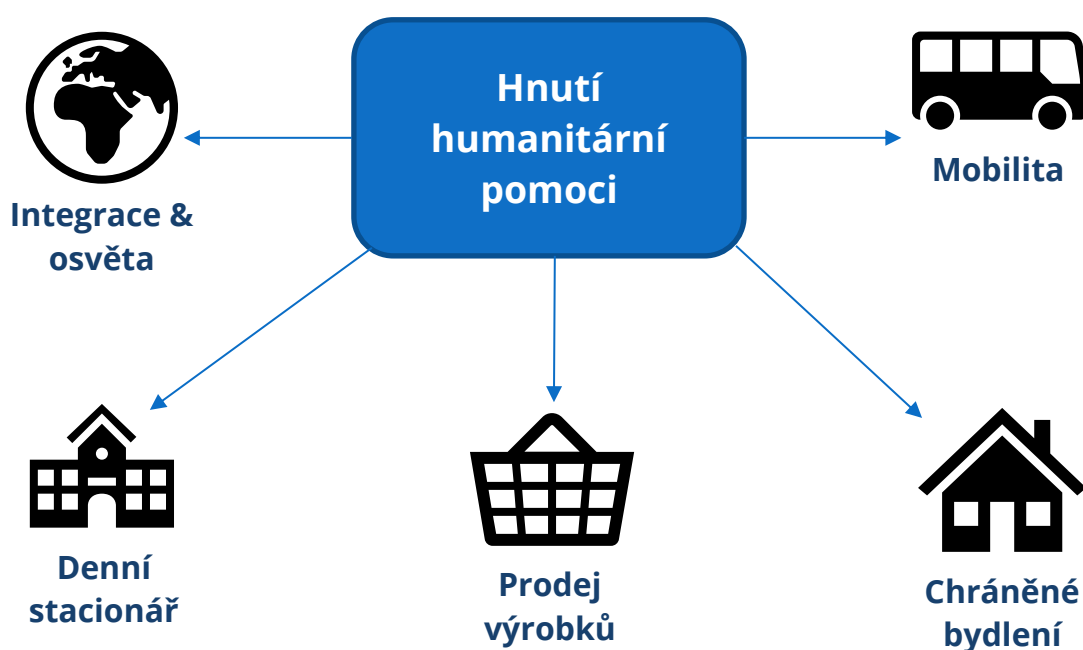 Hnutí
humanitární
pomoci
Integrace &
osvěta
Mobilita
Denní
stacionář
Prodej
výrobků
Chráněné
bydlení